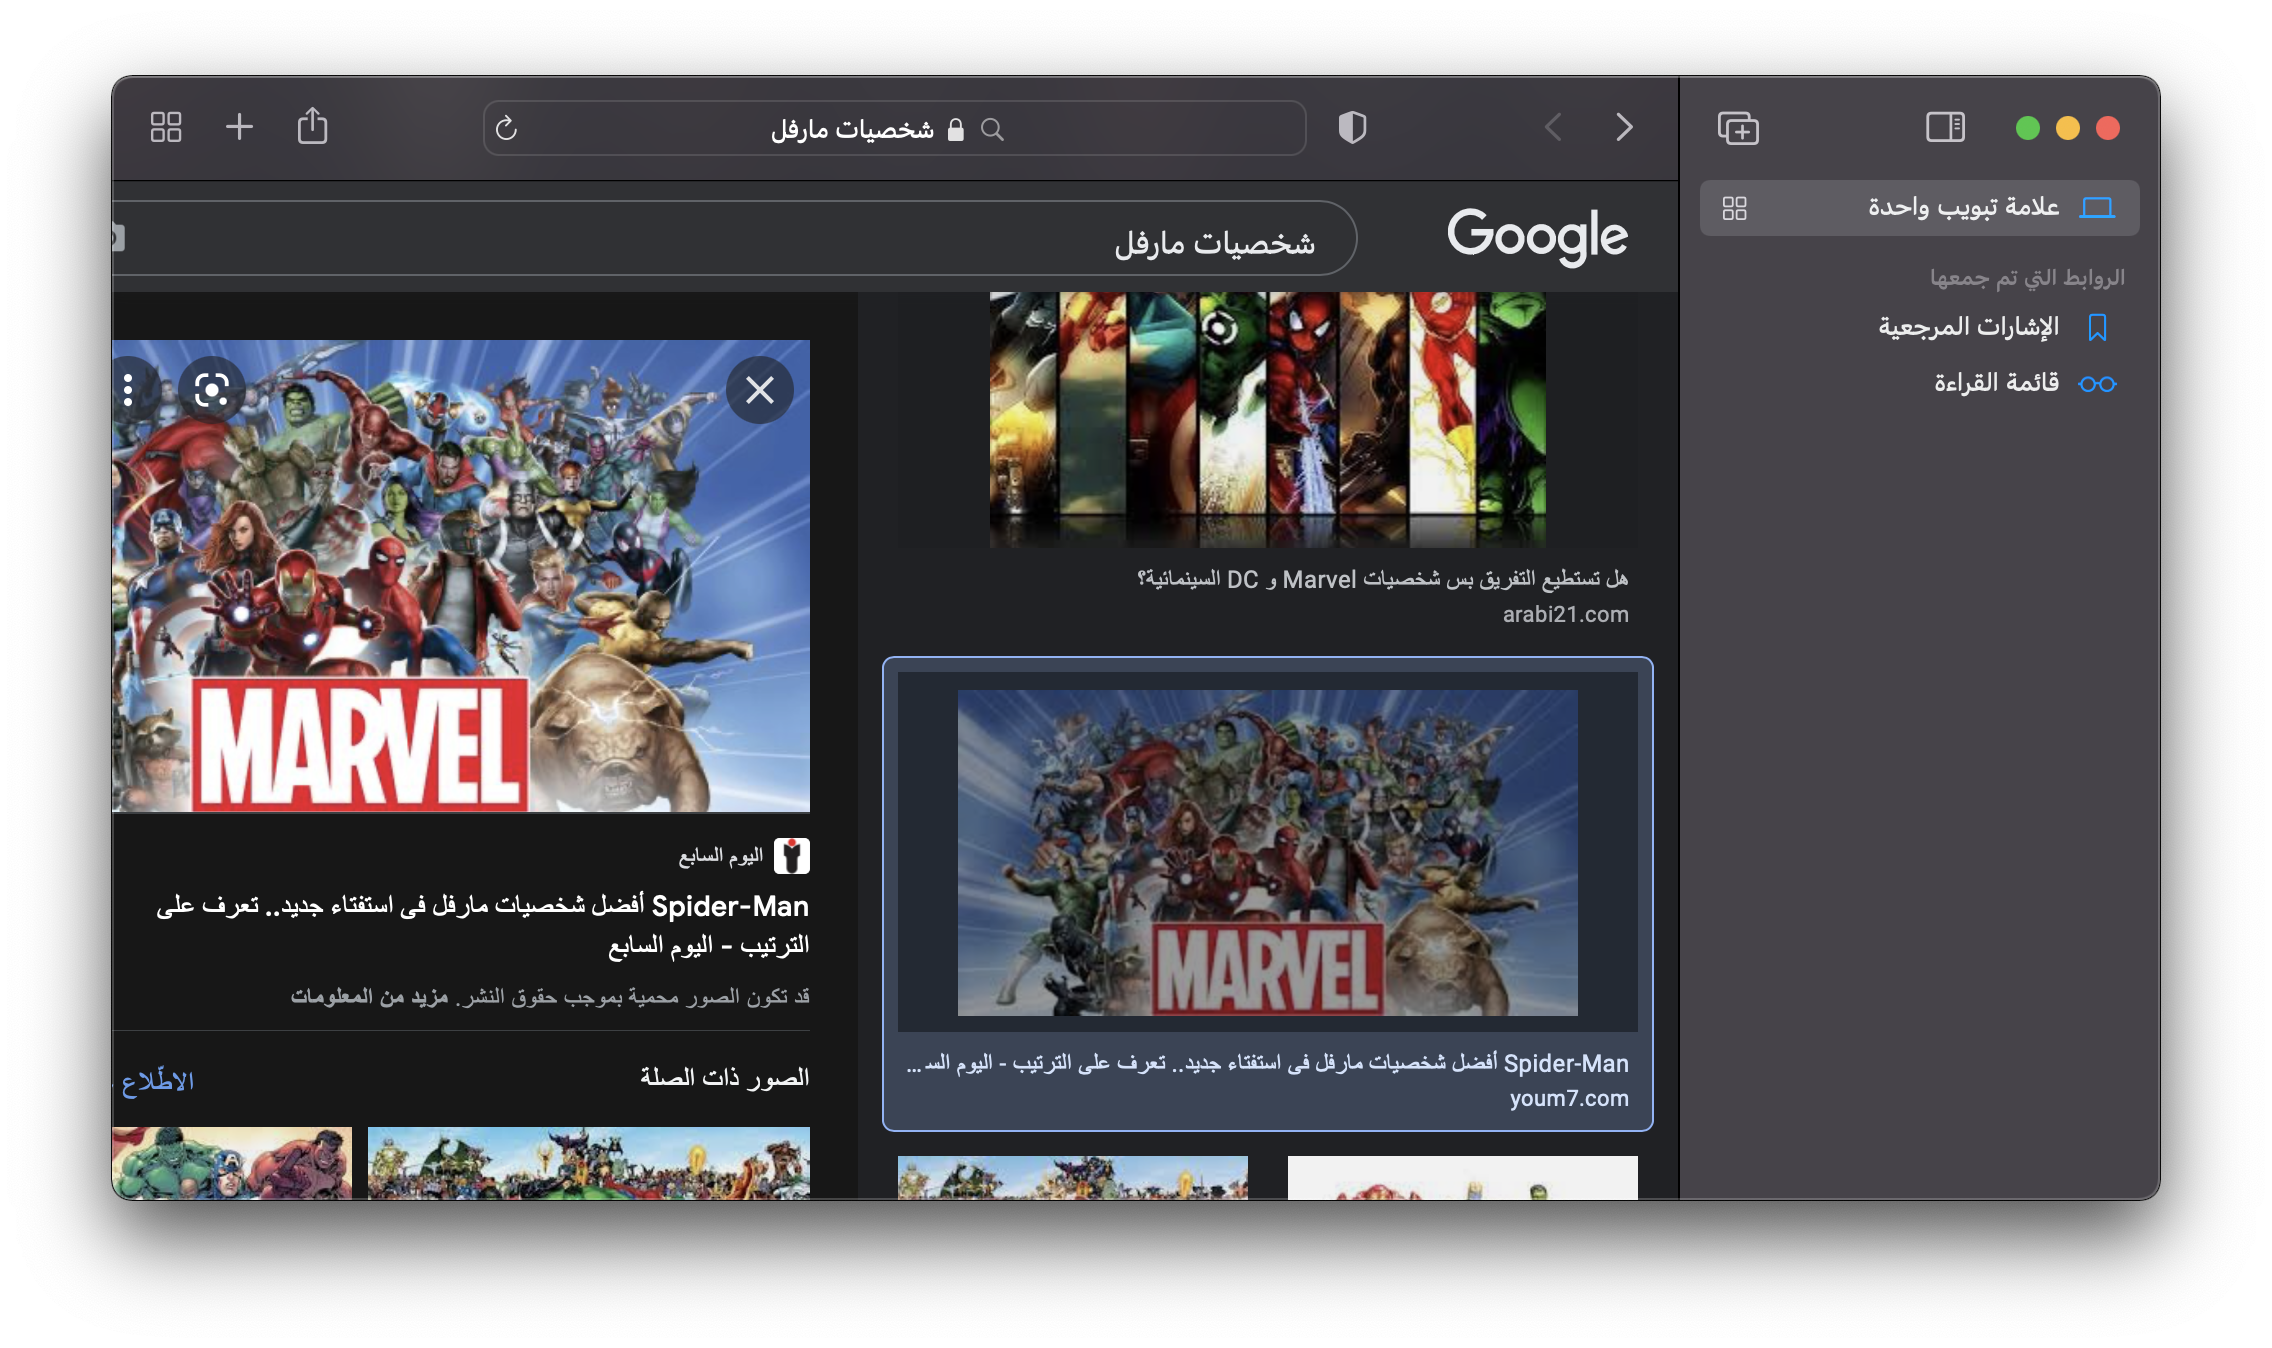 شخصيات مارفل
علامة تبويب واحدة
الروابط التي تم جمعها
الإشارات المرجعية
قائمة القراءة
Google
شخصيات مارفل
هل تستطيع التفريق بس شخصيات Marvel و DC السينمائية؟
arabi21.com
MARVEL
Spider-Man أفضل شخصيات مارفل فى استفتاء جديد.. تعرف على الترتيب - اليوم السـ...
youm7.com
MARVEL
اليوم السابع
Spider-Man أفضل شخصيات مارفل فى استفتاء جديد.. تعرف على
الترتيب - اليوم السابع
قد تكون الصور محمية بموجب حقوق النشر. مزيد من المعلومات
الصور ذات الصلة
الاطّلاع